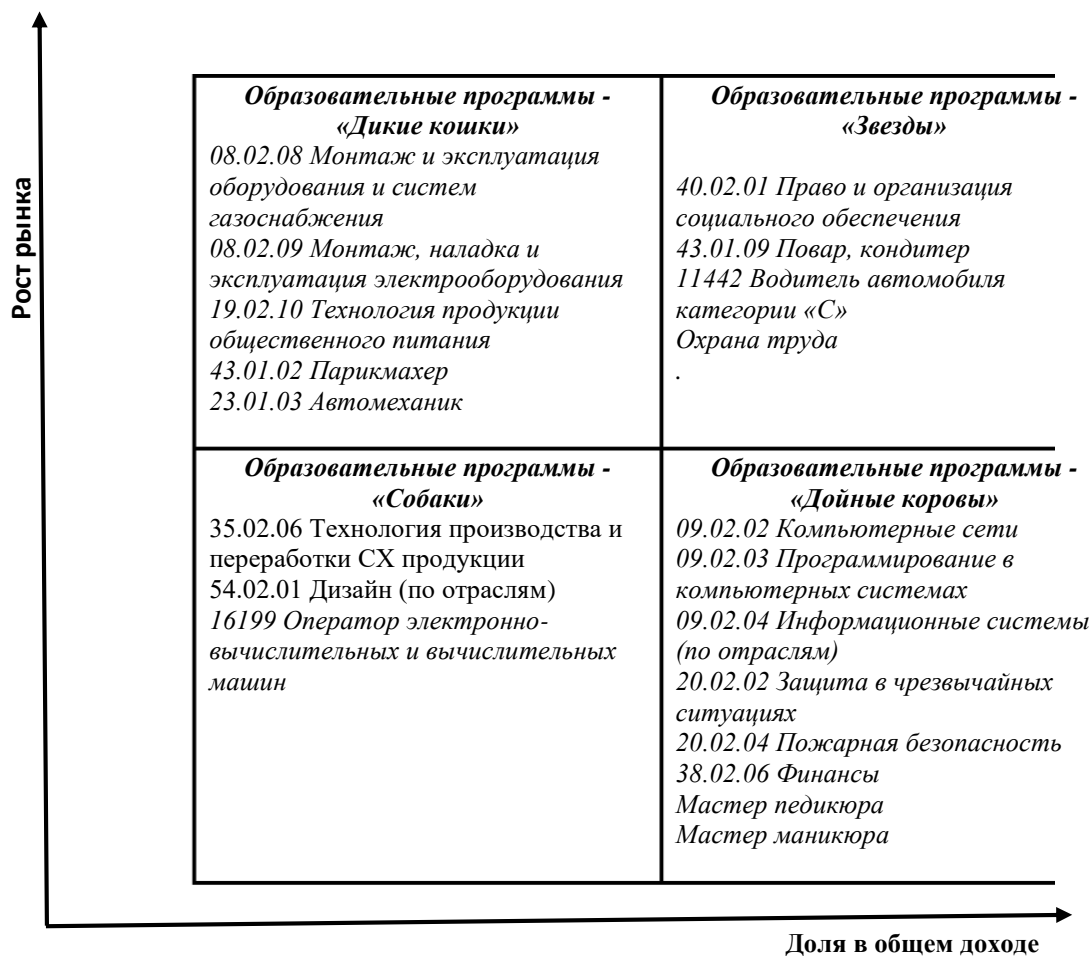 Рост рынка
Образовательные программы -
«Дикие кошки»
08.02.08 Монтаж и эксплуатация
оборудования и систем
газоснабжения
08.02.09 Монтаж, наладка и
эксплуатация электрооборудования
19.02.10 Технология продукции
общественного питания
43.01.02 Парикмахер
23.01.03 Автомеханик
Образовательные программы -
«Звезды»
40.02.01 Право и организация
социального обеспечения
43.01.09 Повар, кондитер
11442 Водитель автомобиля
категории «С»
Охрана труда
.
Образовательные программы -
«Собаки»
35.02.06 Технология производства и
переработки СХ продукции
54.02.01 Дизайн (по отраслям)
16199 Оператор электронно-
вычислительных и вычислительных
машин
Образовательные программы -
«Дойные коровы»
09.02.02 Компьютерные сети
09.02.03 Программирование в
компьютерных системах
09.02.04 Информационные системы
(по отраслям)
20.02.02 Защита в чрезвычайных
ситуациях
20.02.04 Пожарная безопасность
38.02.06 Финансы
Мастер педикюра
Мастер маникюра
Доля в общем доходе